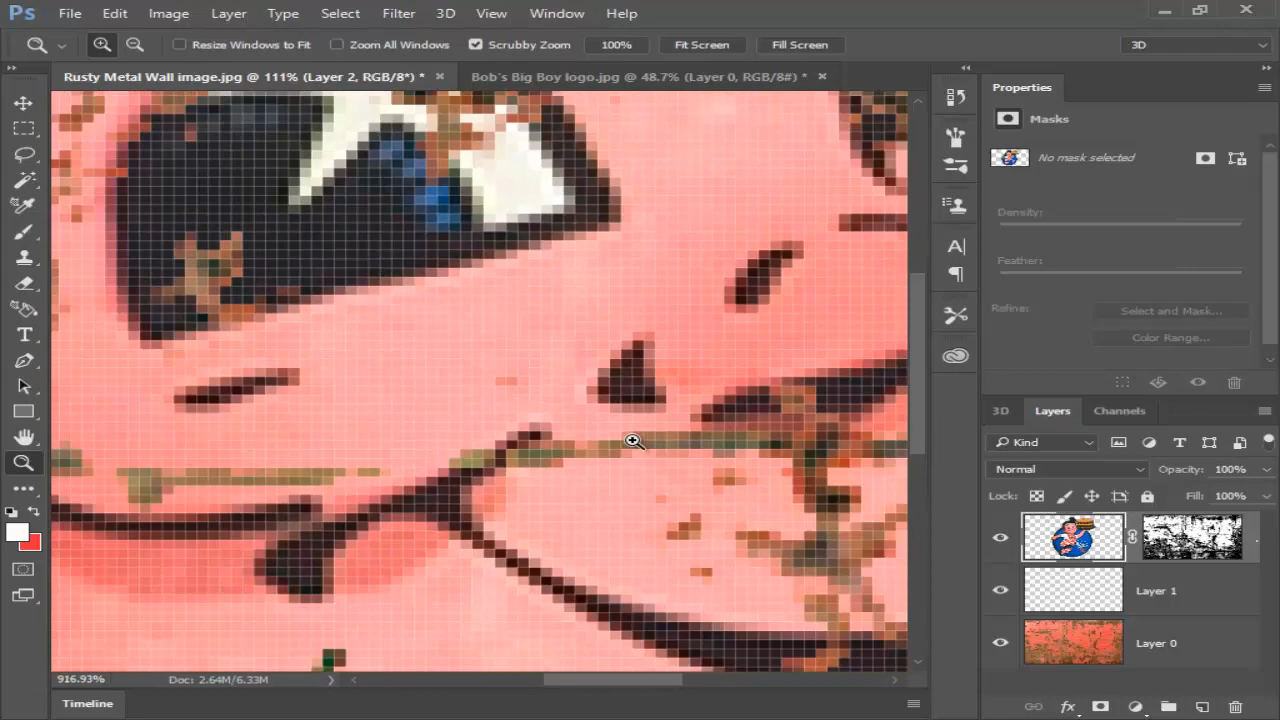 Ps File Edit Image Layer Type Select Filter 3D View Window Help
Resize Windows to Fit Zoom All Windows Scrubby Zoom 100% Fit Screen Fill Screen 3D
Rusty Metal Wall image.jpg @ 111% (Layer 2, RGB/8*) * Bob's Big Boy logo.jpg @ 48.7% (Layer 0, RGB/8#) *
Properties
Masks
No mask selected
Density:
Feather:
Refine: Select and Mask...
Color Range...
3D Layers Channels
Kind
Normal Opacity: 100%
Lock: Fill: 100%
Layer 1
Layer 0
916.93% Doc: 2.64M/6.33M
Timeline